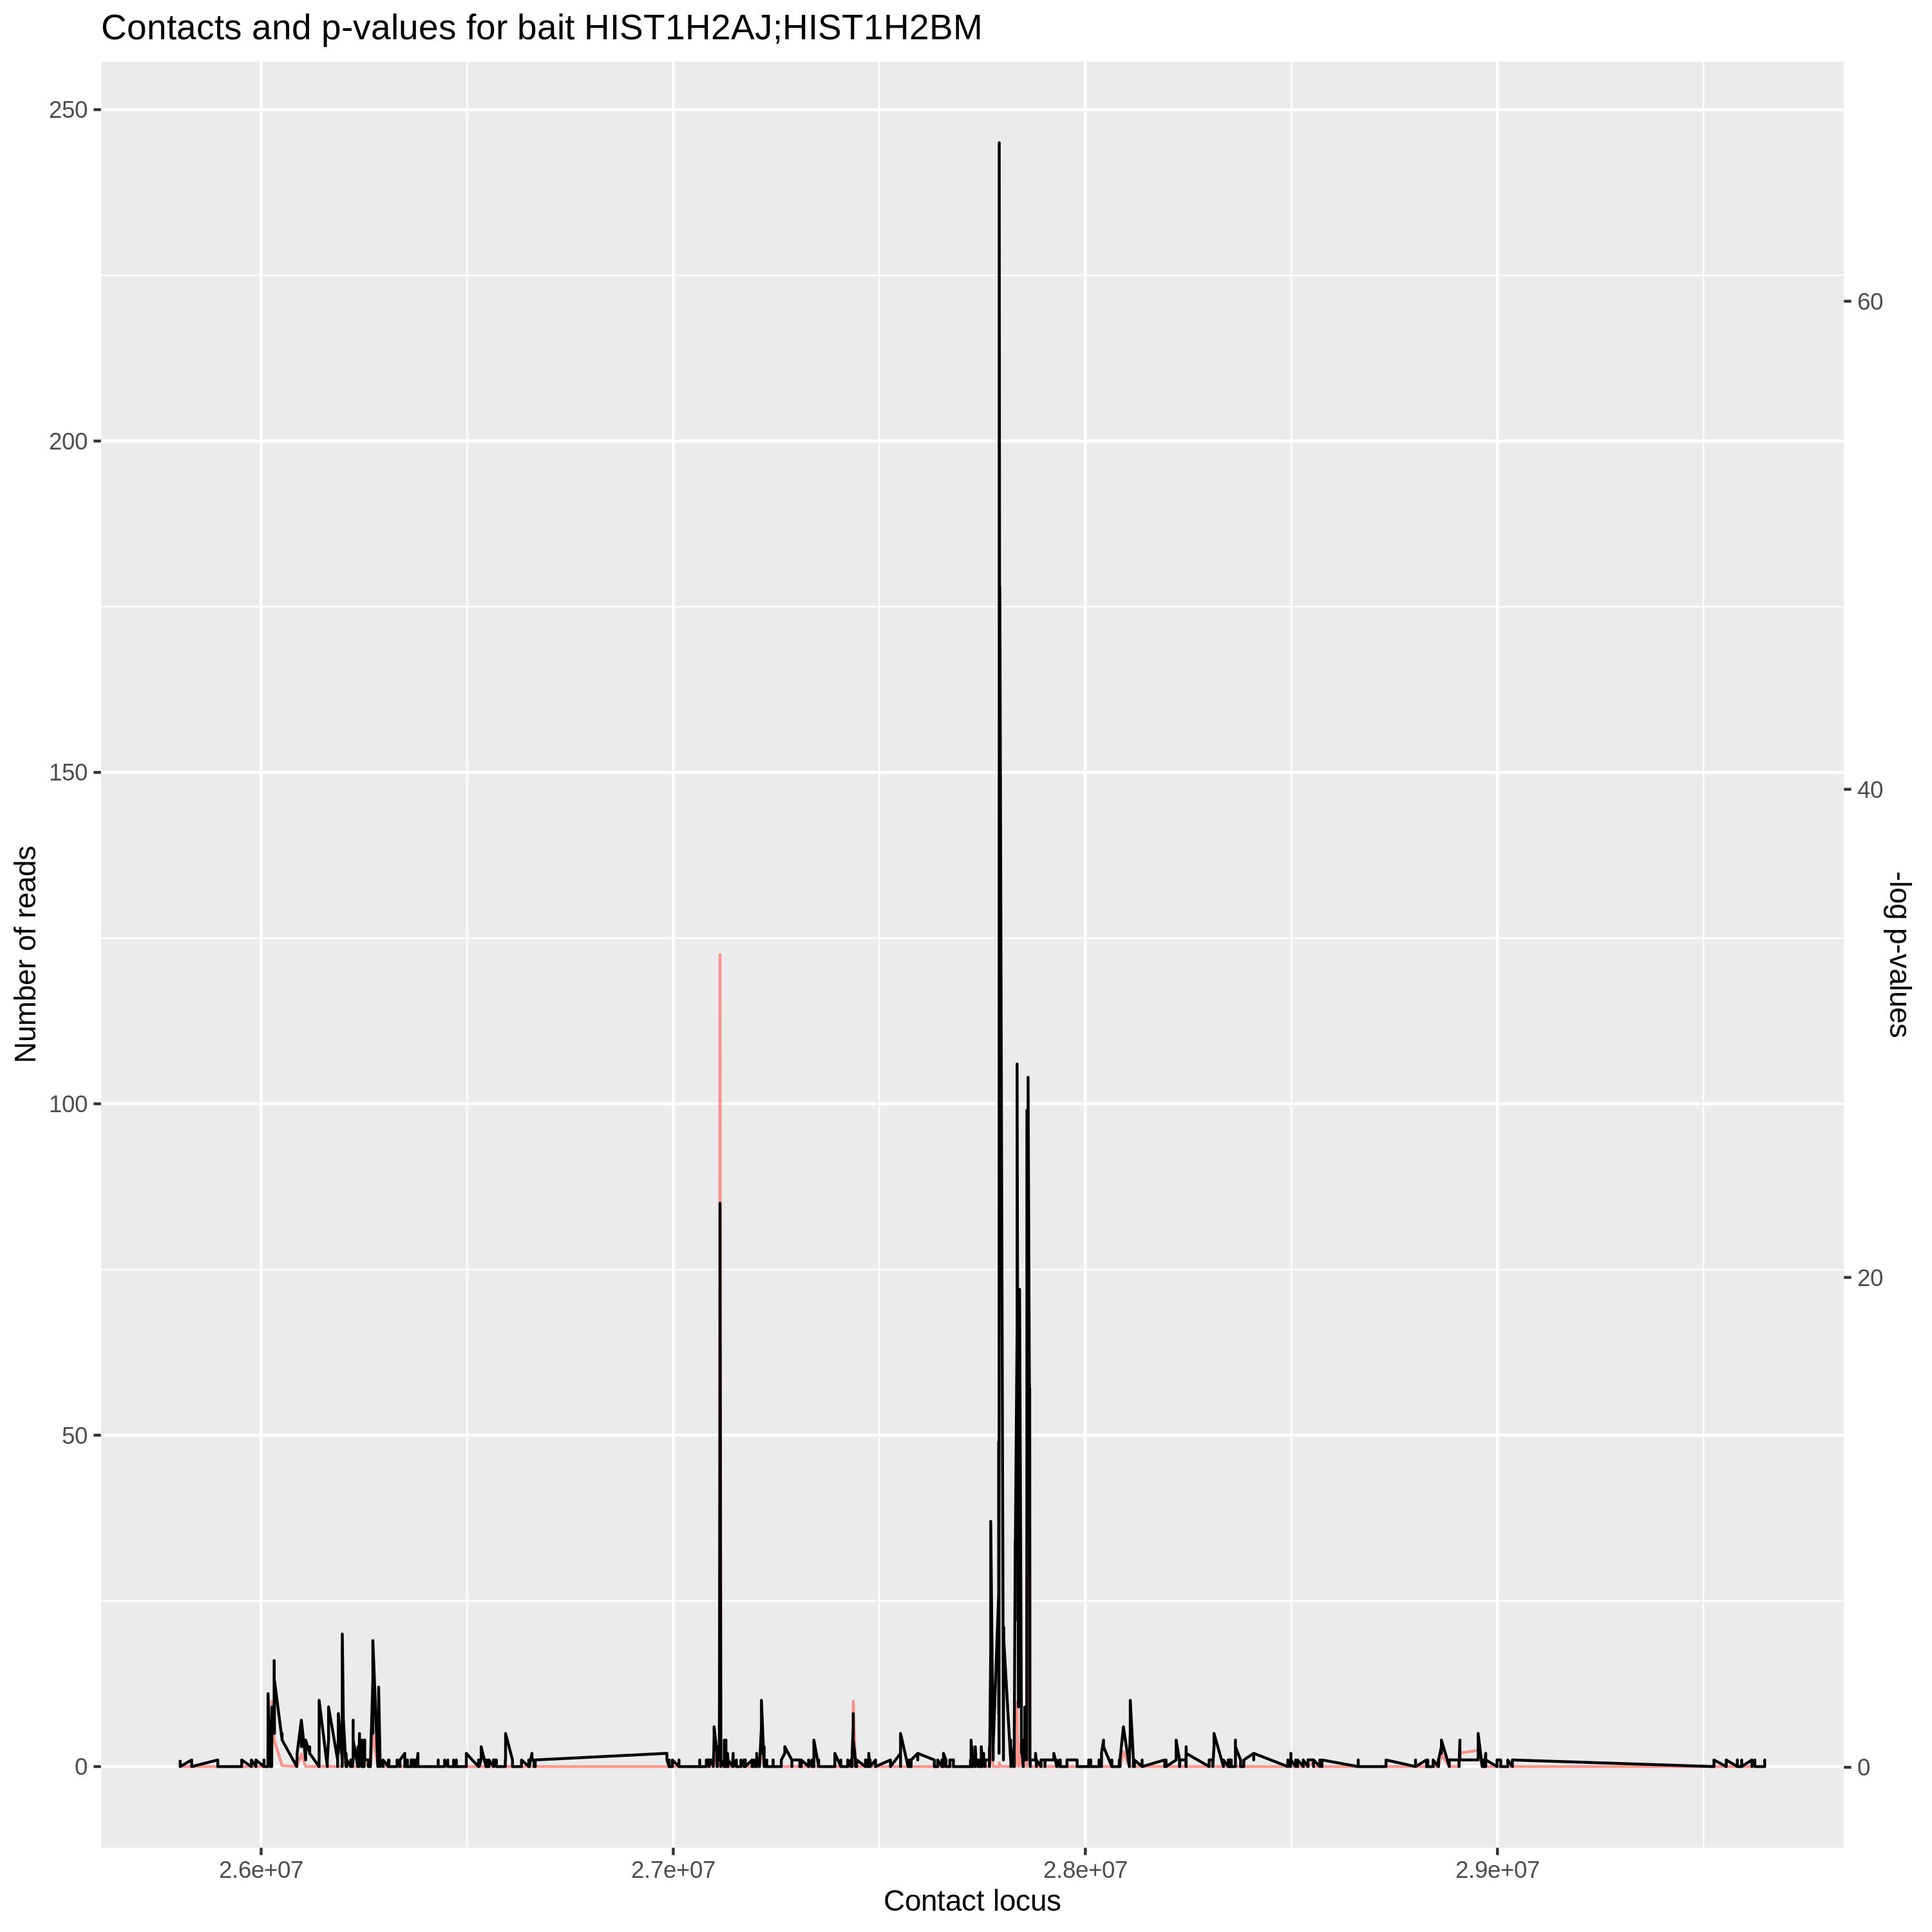 Contacts and p-values for bait HIST1H2AJ;HIST1H2BM
250
200
150
100
50
0
Number of reads
60
40
20
0
-log p-values
2.6e+07
2.7e+07
2.8e+07
2.9e+07
Contact locus